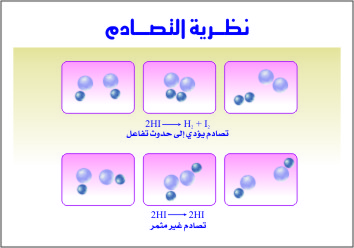 نظرية التصادم
2HI → H₂ + I₂
تصادم يؤدي إلى حدوث تفاعل
2HI → 2HI
تصادم غير مثمر